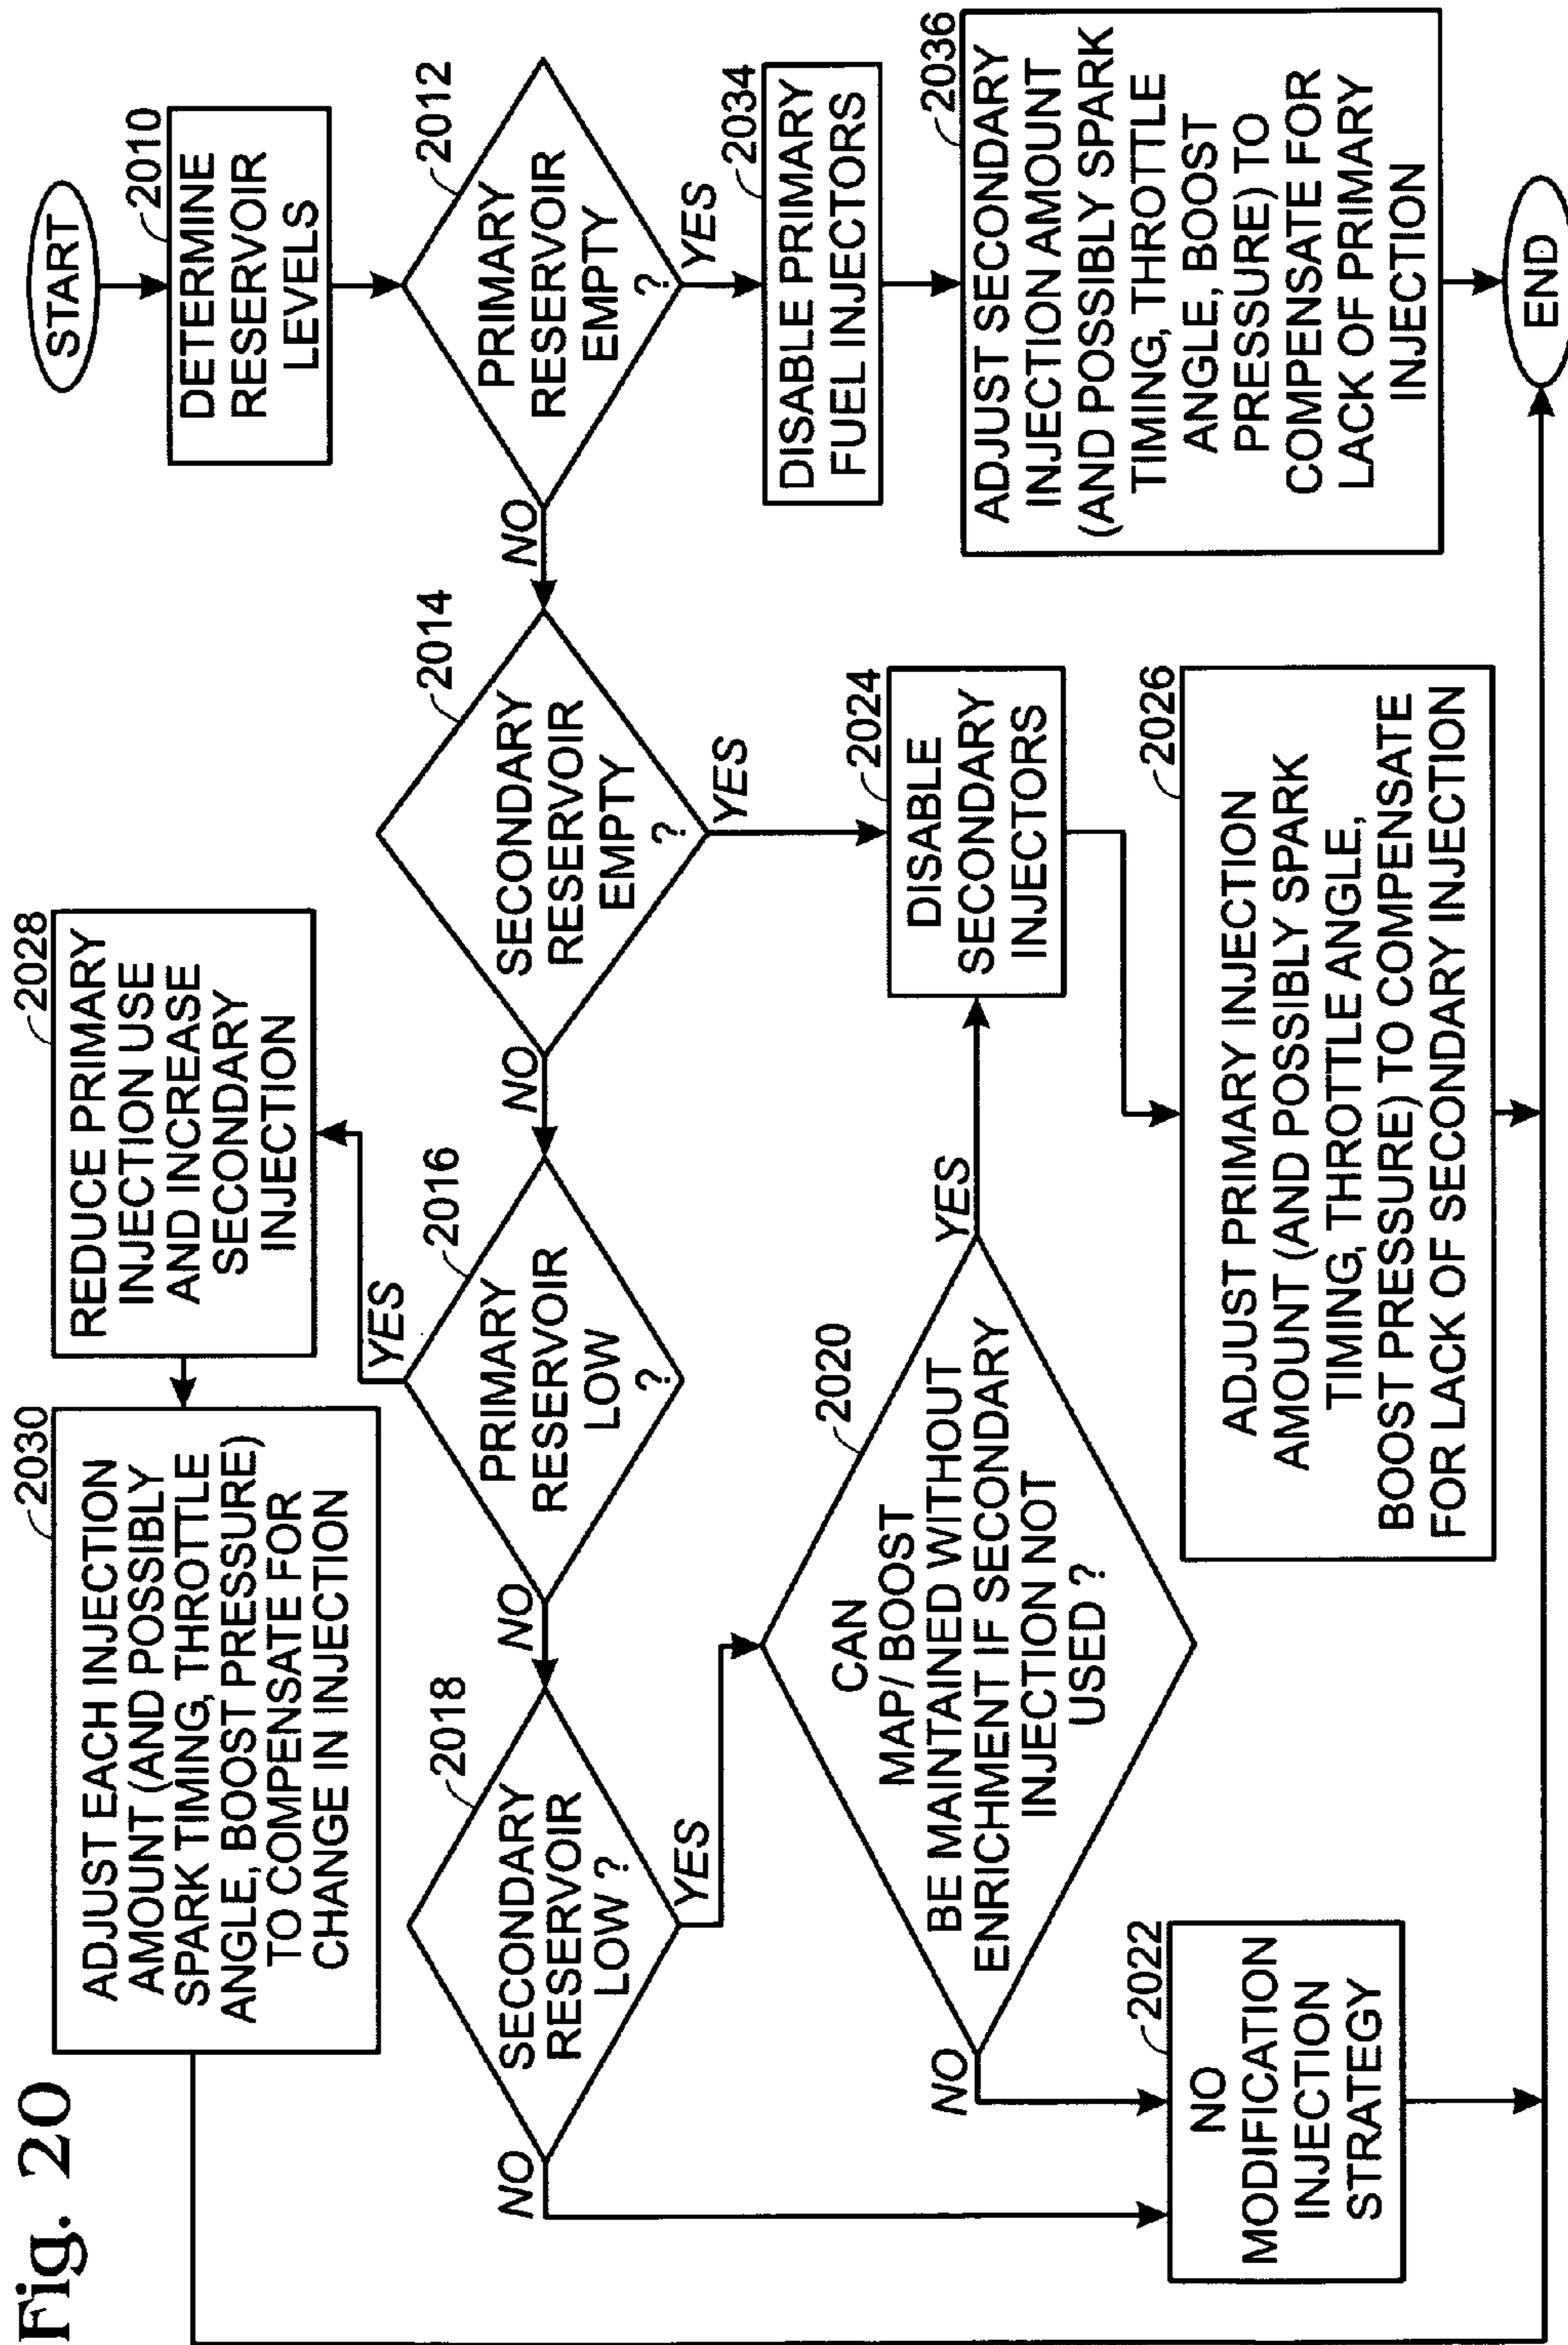 Fig. 20
START
2010
DETERMINE
RESERVOIR
LEVELS
2012
PRIMARY
RESERVOIR
EMPTY
?
YES
NO
2034
DISABLE PRIMARY
FUEL INJECTORS
2036
ADJUST SECONDARY
INJECTION AMOUNT
(AND POSSIBLY SPARK
TIMING, THROTTLE
ANGLE, BOOST
PRESSURE) TO
COMPENSATE FOR
LACK OF PRIMARY
INJECTION
END
2014
SECONDARY
RESERVOIR
EMPTY
?
YES
NO
2024
DISABLE
SECONDARY
INJECTORS
2026
ADJUST PRIMARY INJECTION
AMOUNT (AND POSSIBLY SPARK
TIMING, THROTTLE ANGLE,
BOOST PRESSURE) TO COMPENSATE
FOR LACK OF SECONDARY INJECTION
2016
PRIMARY
RESERVOIR
LOW
?
YES
NO
2028
REDUCE PRIMARY
INJECTION USE
AND INCREASE
SECONDARY
INJECTION
2030
ADJUST EACH INJECTION
AMOUNT (AND POSSIBLY
SPARK TIMING, THROTTLE
ANGLE, BOOST PRESSURE)
TO COMPENSATE FOR
CHANGE IN INJECTION
2018
SECONDARY
RESERVOIR
LOW ?
YES
NO
2020
CAN
MAP/ BOOST
BE MAINTAINED WITHOUT
ENRICHMENT IF SECONDARY
INJECTION NOT
USED ?
YES
NO
2022
NO
MODIFICATION
INJECTION
STRATEGY